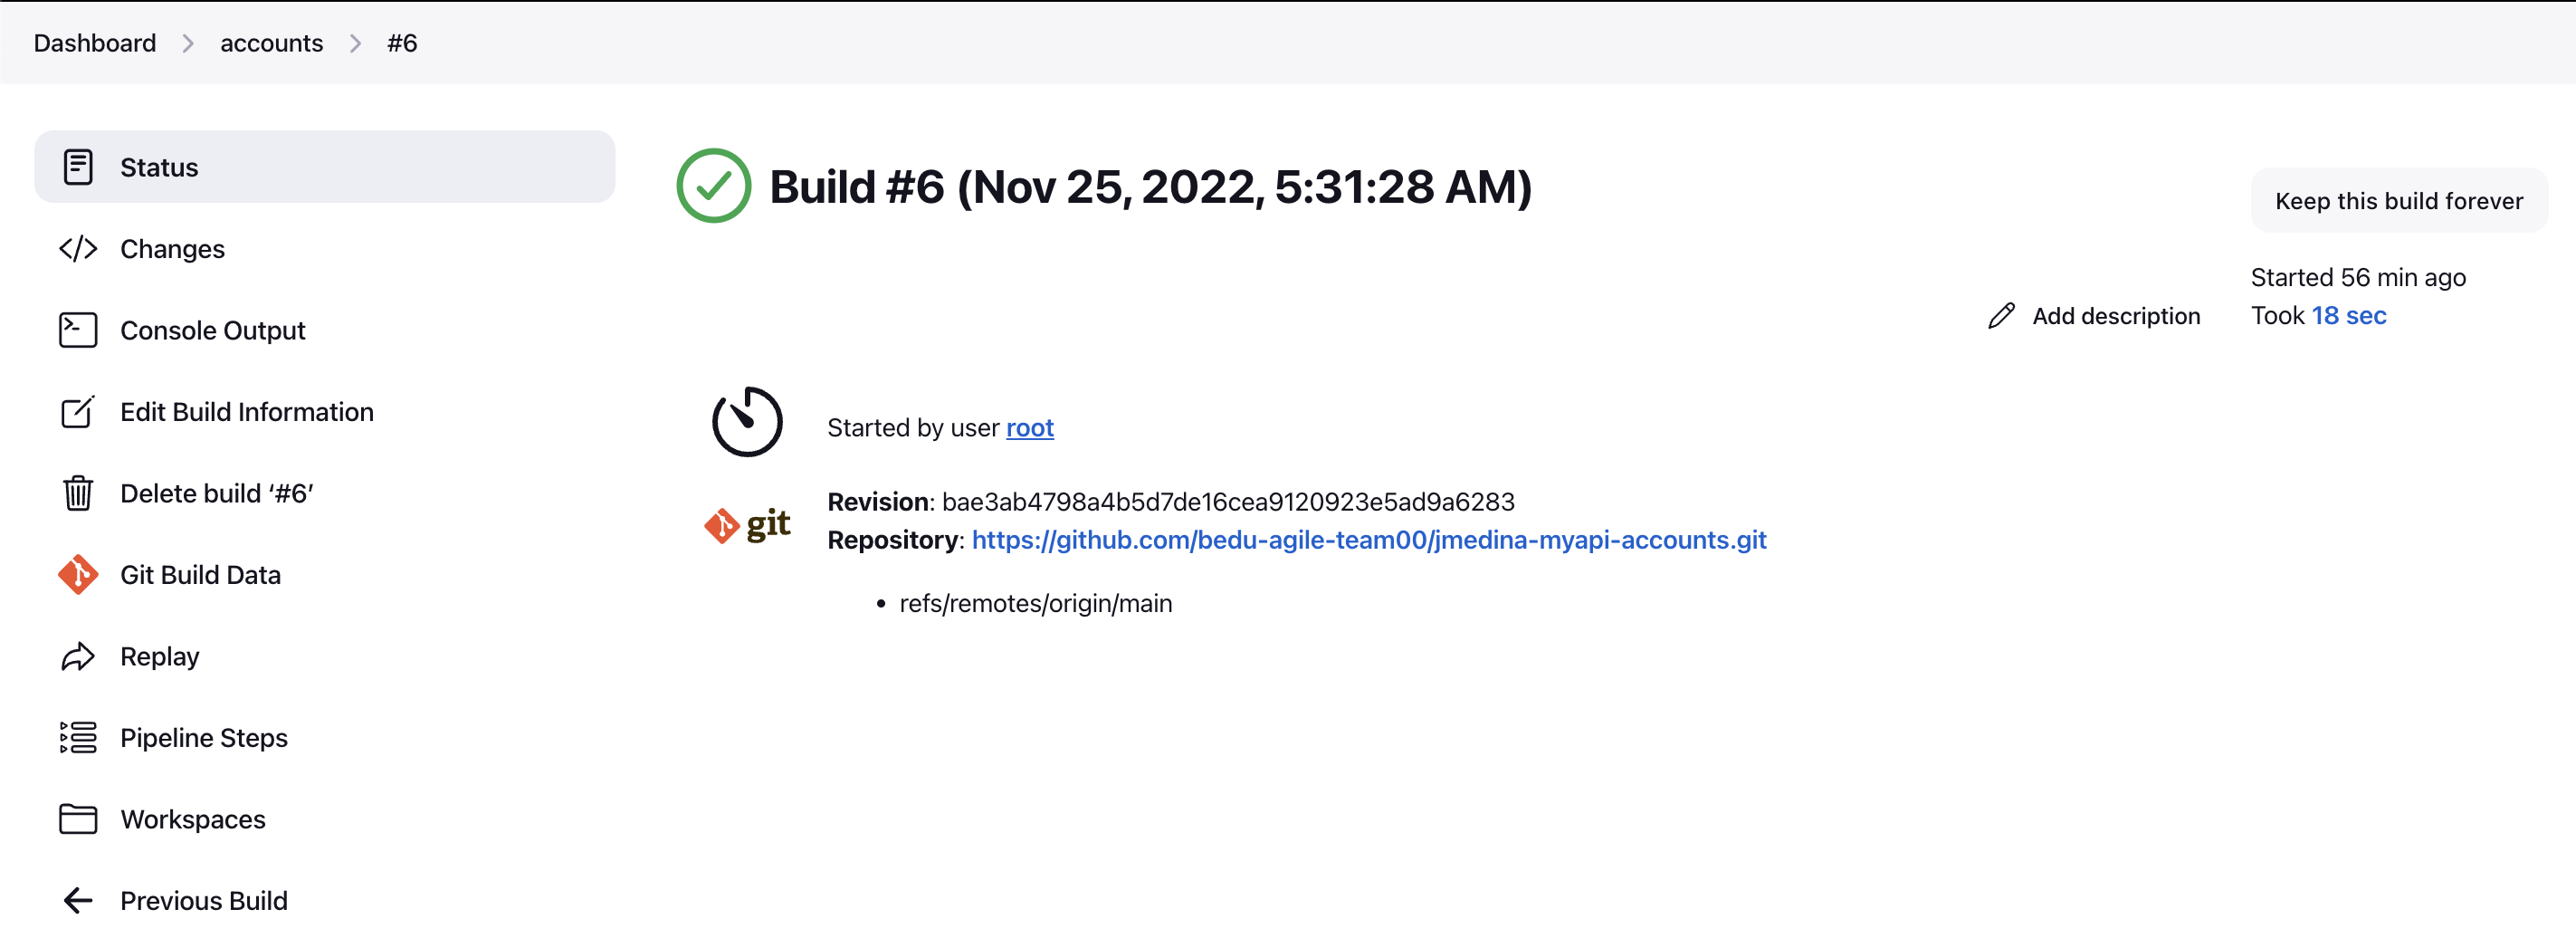 Dashboard > accounts > #6
Status
Changes
Console Output
Edit Build Information
Delete build ‘#6’
Git Build Data
Replay
Pipeline Steps
Workspaces
Previous Build
Build #6 (Nov 25, 2022, 5:31:28 AM)
Keep this build forever
Started 56 min ago
Add description
Took 18 sec
Started by user root
git
Revision: bae3ab4798a4b5d7de16cea9120923e5ad9a6283
Repository: https://github.com/bedu-agile-team00/jmedina-myapi-accounts.git
• refs/remotes/origin/main